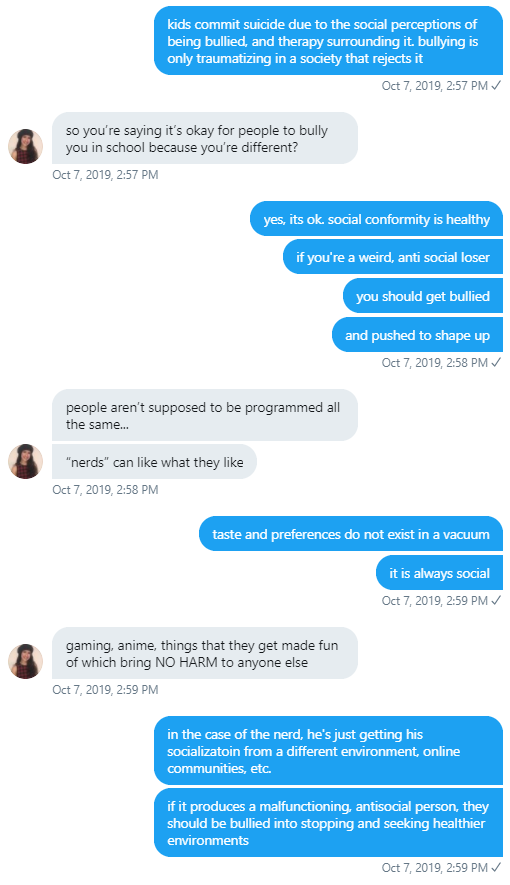 kids commit suicide due to the social perceptions of
being bullied, and therapy surrounding it. bullying is
only traumatizing in a society that rejects it
Oct 7, 2019, 2:57 PM ✓
so you're saying it's okay for people to bully
you in school because you're different?
Oct 7, 2019, 2:57 PM
yes, its ok. social conformity is healthy
if you're a weird, anti social loser
you should get bullied
and pushed to shape up
Oct 7, 2019, 2:58 PM ✓
people aren't supposed to be programmed all
the same...
“nerds” can like what they like
Oct 7, 2019, 2:58 PM
taste and preferences do not exist in a vacuum
it is always social
Oct 7, 2019, 2:59 PM ✓
gaming, anime, things that they get made fun
of which bring NO HARM to anyone else
Oct 7, 2019, 2:59 PM
in the case of the nerd, he's just getting his
socializatoin from a different environment, online
communities, etc.
if it produces a malfunctioning, antisocial person, they
should be bullied into stopping and seeking healthier
environments
Oct 7, 2019, 2:59 PM ✓